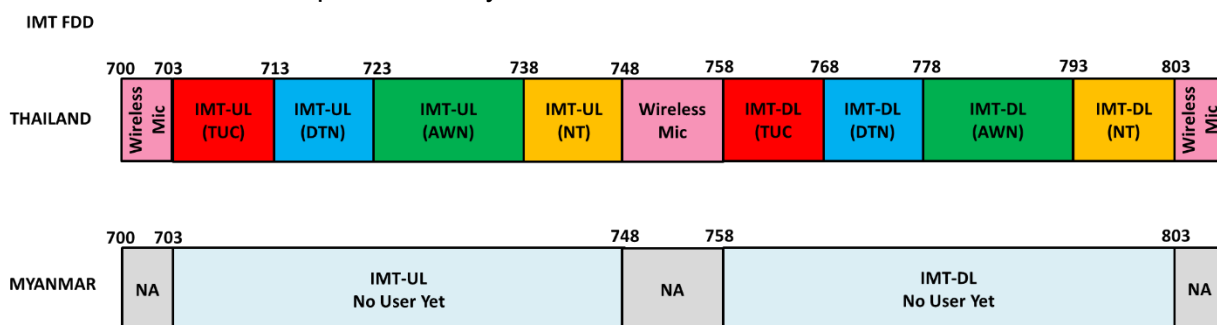 IMT FDD
700 703 713 723 738 748 758 768 778 793 803
THAILAND
Wireless Mic
IMT-UL (TUC)
IMT-UL (DTN)
IMT-UL (AWN)
IMT-UL (NT)
Wireless Mic
IMT-DL (TUC
IMT-DL (DTN)
IMT-DL (AWN)
IMT-DL (NT)
Wireless Mic
700 703 748 758 803
MYANMAR
NA
IMT-UL
No User Yet
NA
IMT-DL
No User Yet
NA